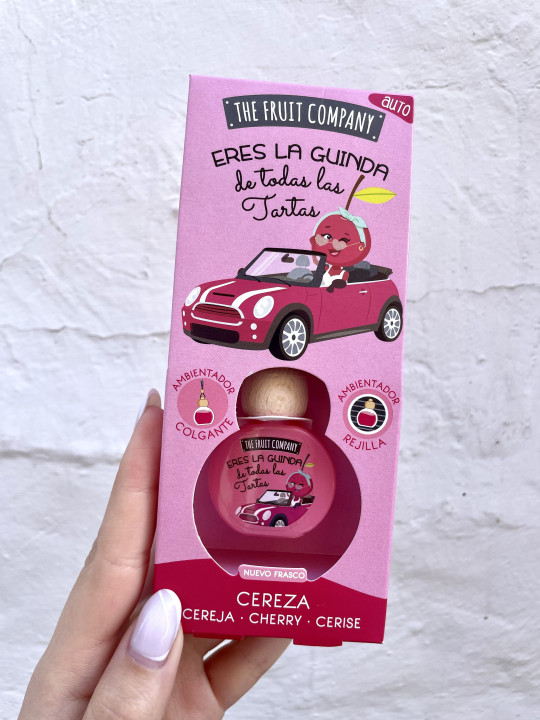 AUTO
THE FRUIT COMPANY
ERES LA GUINDA
de todas las
Tartas
AMBIENTADOR
COLGANTE
AMBIENTADOR
REJILLA
THE FRUIT COMPANY
ERES LA GUINDA
de todas las
Tartas
NUEVO FRASCO
CEREZA
CEREJA · CHERRY · CERISE